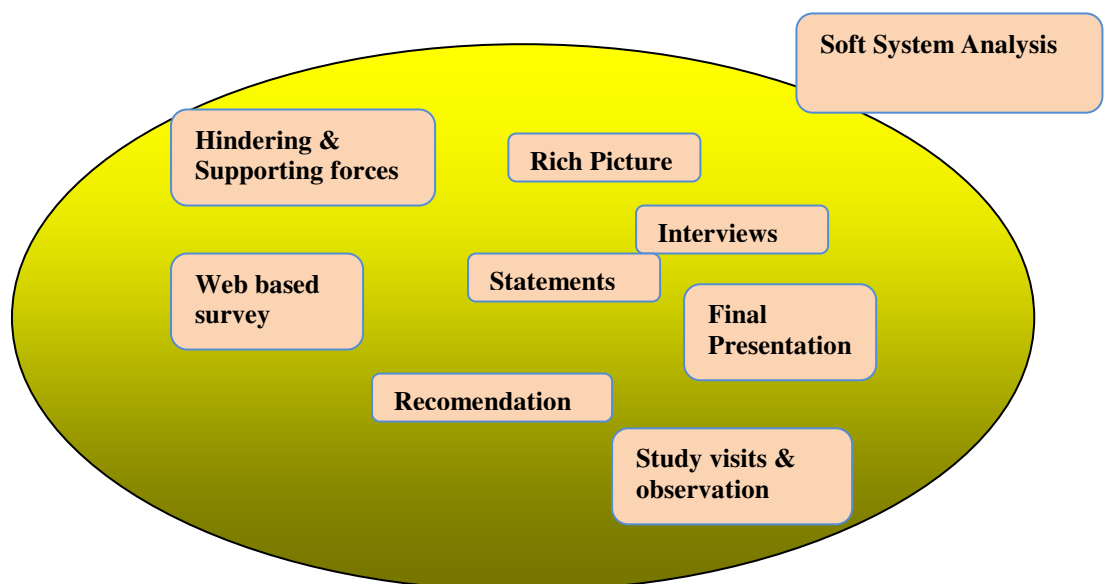 Soft System Analysis
Hindering &
Supporting forces
Rich Picture
Interviews
Statements
Web based
survey
Final
Presentation
Recomendation
Study visits &
observation